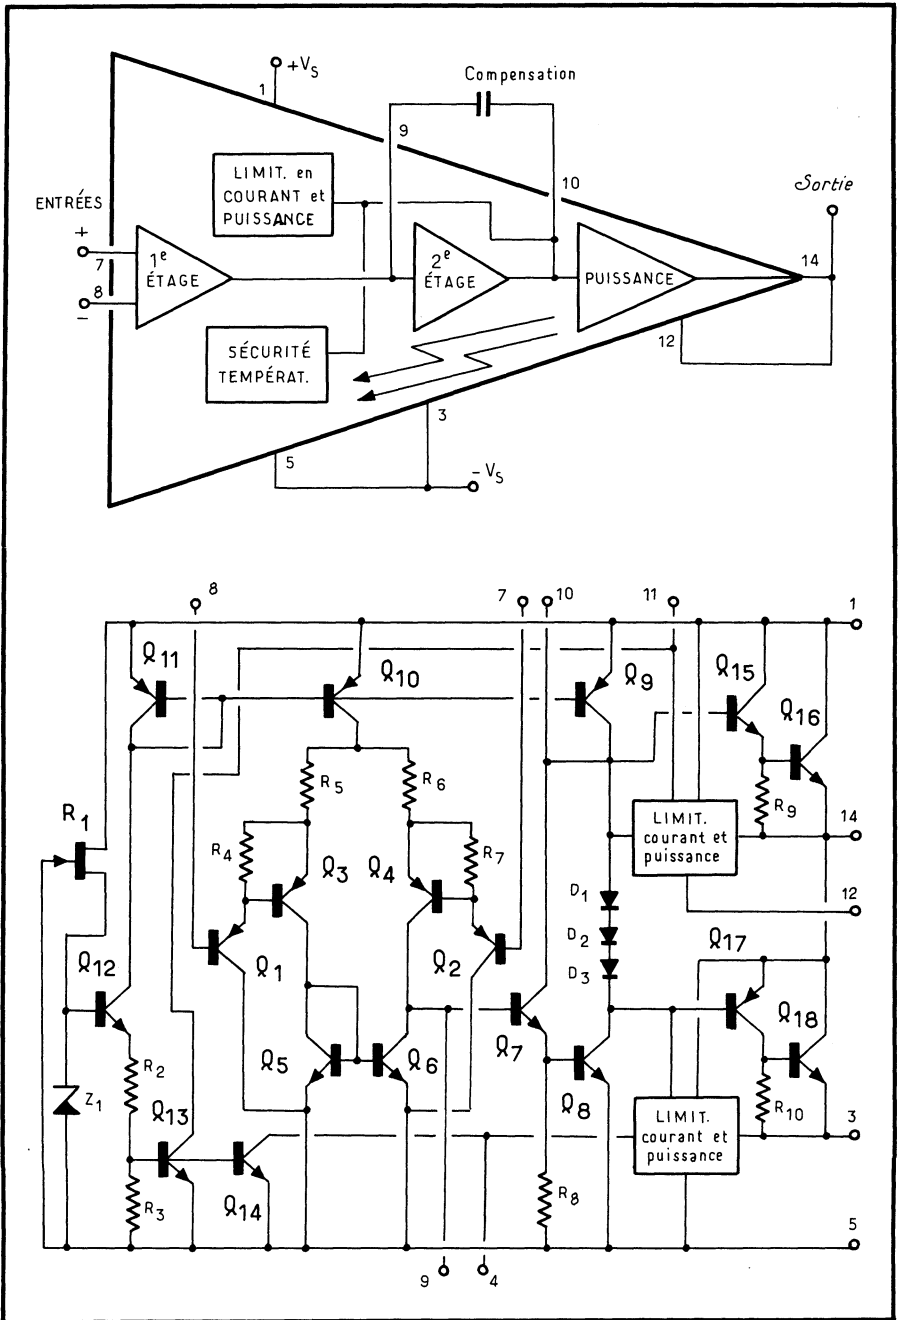 +VS
1
Compensation
9
LIMIT. en
COURANT et
PUISSANCE
10
Sortie
ENTRÉES
+
7
8
−
1e
ÉTAGE
2e
ÉTAGE
PUISSANCE
14
12
SÉCURITÉ
TEMPÉRAT.
3
5
− VS
8
7
10
11
1
Q11
Q10
Q9
Q15
Q16
R5
R6
R1
R4
R7
R9
LIMIT.
courant et
puissance
14
Q3
Q4
D1
12
D2
Q17
Q12
Q1
Q2
D3
Q7
Q18
Q5
Q6
R2
Z1
Q8
Q13
LIMIT.
courant et
puissance
R10
3
R3
Q14
R8
5
9
4